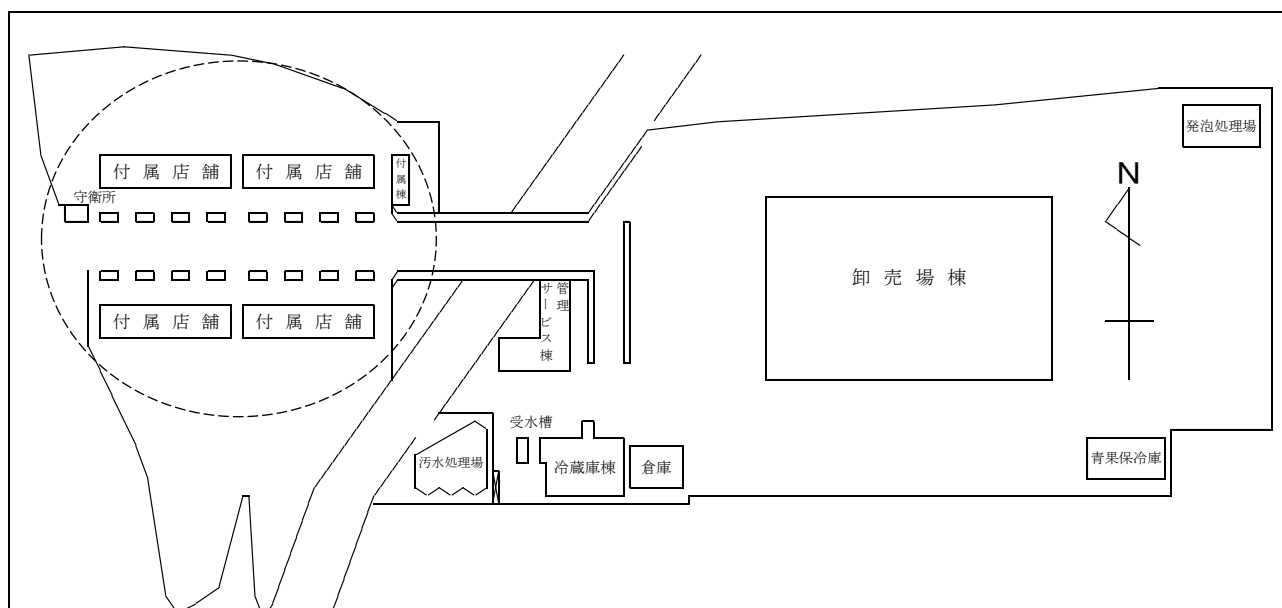 発泡処理場
付属店舗
付属店舗
付属棟
守衛所
N
卸売場棟
管理
サービス棟
付属店舗
付属店舗
受水槽
汚水処理場
冷蔵庫棟
倉庫
青果保冷庫